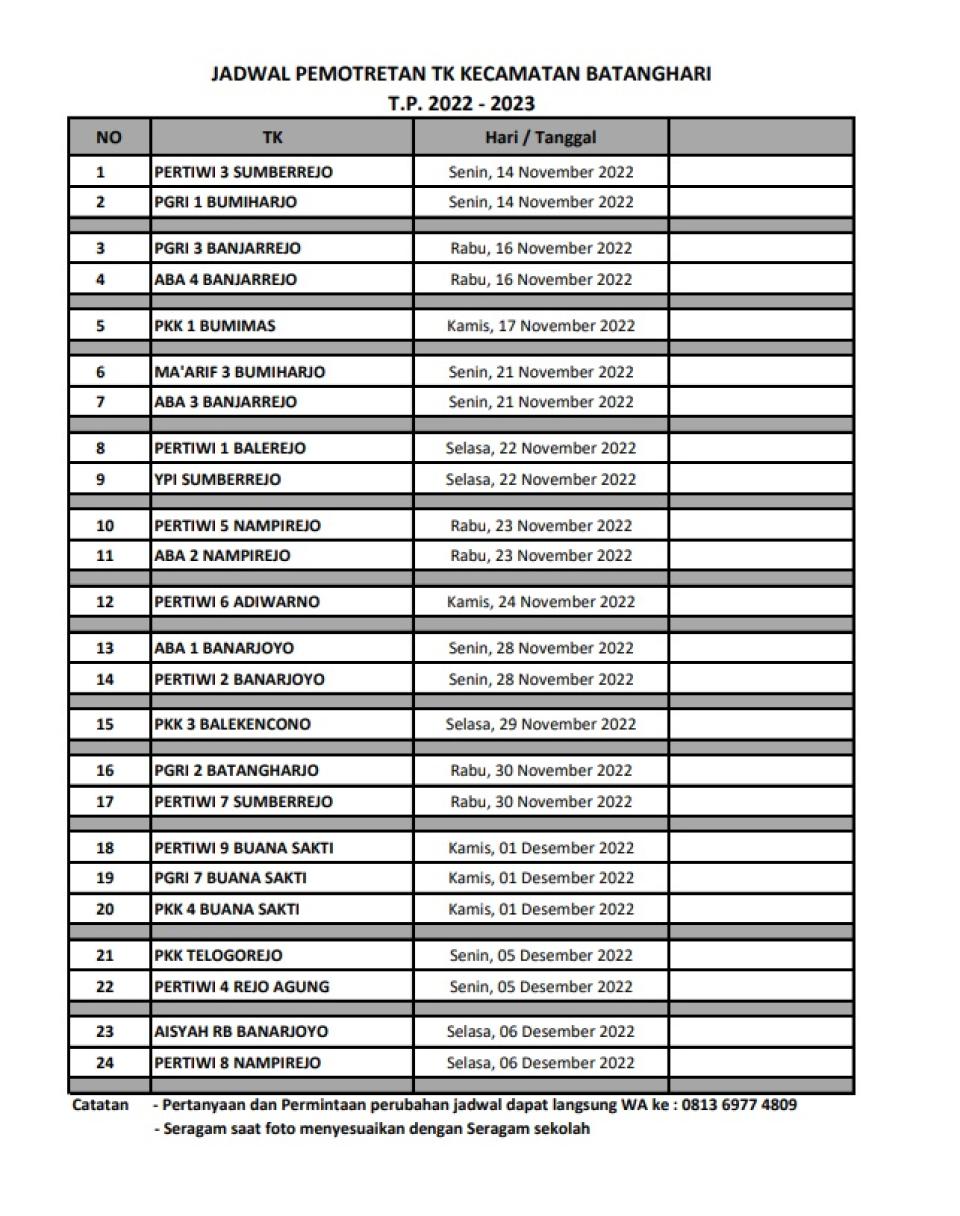 JADWAL PEMOTRETAN TK KECAMATAN BATANGHARI
T.P. 2022 - 2023
NO TK Hari / Tanggal
1 PERTIWI 3 SUMBERREJO Senin, 14 November 2022
2 PGRI 1 BUMIHARJO Senin, 14 November 2022
3 PGRI 3 BANJARREJO Rabu, 16 November 2022
4 ABA 4 BANJARREJO Rabu, 16 November 2022
5 PKK 1 BUMIMAS Kamis, 17 November 2022
6 MA'ARIF 3 BUMIHARJO Senin, 21 November 2022
7 ABA 3 BANJARREJO Senin, 21 November 2022
8 PERTIWI 1 BALEREJO Selasa, 22 November 2022
9 YPI SUMBERREJO Selasa, 22 November 2022
10 PERTIWI 5 NAMPIREJO Rabu, 23 November 2022
11 ABA 2 NAMPIREJO Rabu, 23 November 2022
12 PERTIWI 6 ADIWARNO Kamis, 24 November 2022
13 ABA 1 BANARJOYO Senin, 28 November 2022
14 PERTIWI 2 BANARJOYO Senin, 28 November 2022
15 PKK 3 BALEKENCONO Selasa, 29 November 2022
16 PGRI 2 BATANGHARJO Rabu, 30 November 2022
17 PERTIWI 7 SUMBERREJO Rabu, 30 November 2022
18 PERTIWI 9 BUANA SAKTI Kamis, 01 Desember 2022
19 PGRI 7 BUANA SAKTI Kamis, 01 Desember 2022
20 PKK 4 BUANA SAKTI Kamis, 01 Desember 2022
21 PKK TELOGOREJO Senin, 05 Desember 2022
22 PERTIWI 4 REJO AGUNG Senin, 05 Desember 2022
23 AISYAH RB BANARJOYO Selasa, 06 Desember 2022
24 PERTIWI 8 NAMPIREJO Selasa, 06 Desember 2022
Catatan - Pertanyaan dan Permintaan perubahan jadwal dapat langsung WA ke : 0813 6977 4809
- Seragam saat foto menyesuaikan dengan Seragam sekolah